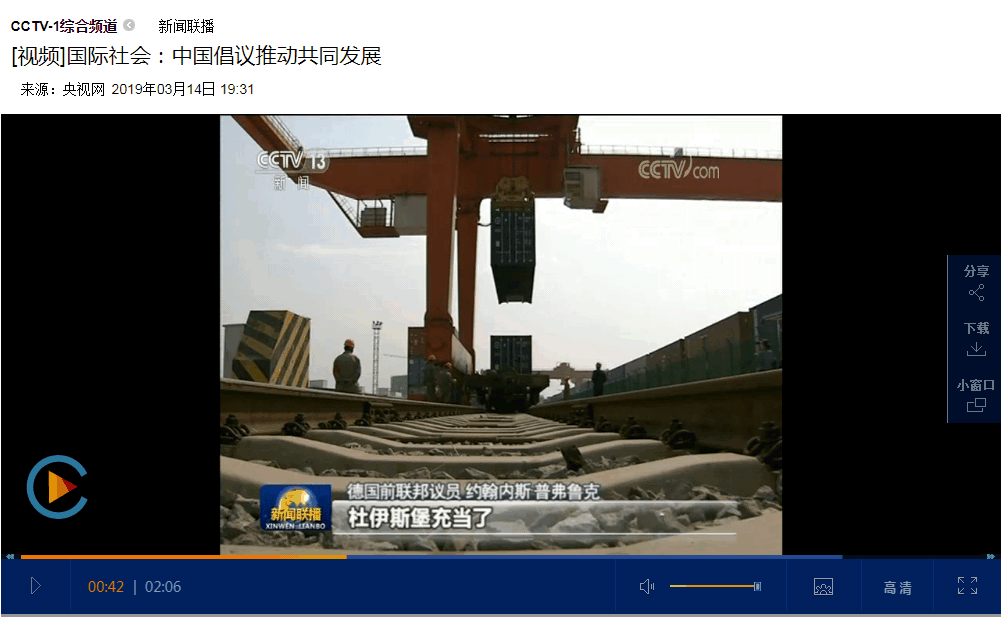 CCTV-1综合频道 新闻联播
[视频]国际社会：中国倡议推动共同发展
来源：央视网 2019年03月14日 19:31
CCTV 13
新闻
CCTV.com
分享
下载
小窗口
德国前联邦议员 约翰内斯·普弗鲁克
杜伊斯堡充当了
新闻联播
XINWEN LIANBO
00:42 | 02:06
高清